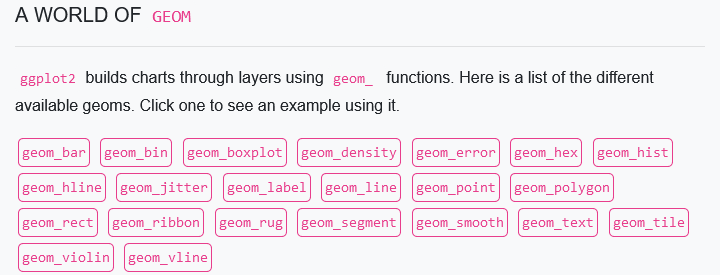 A WORLD OF GEOM
ggplot2 builds charts through layers using geom_ functions. Here is a list of the different
available geoms. Click one to see an example using it.
geom_bar geom_bin geom_boxplot geom_density geom_error geom_hex geom_hist
geom_hline geom_jitter geom_label geom_line geom_point geom_polygon
geom_rect geom_ribbon geom_rug geom_segment geom_smooth geom_text geom_tile
geom_violin geom_vline